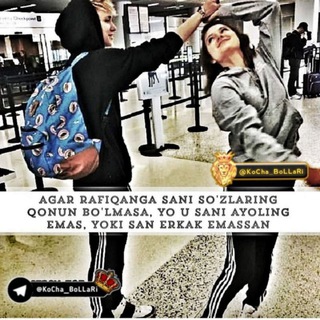 @KoCha_BoLLaRi
AGAR RAFIQANGA SANI SO'ZLARING
QONUN BO'LMASA, YO U SANI AYOLING
EMAS, YOKI SAN ERKAK EMASSAN
@KoCha_BoLLaRi